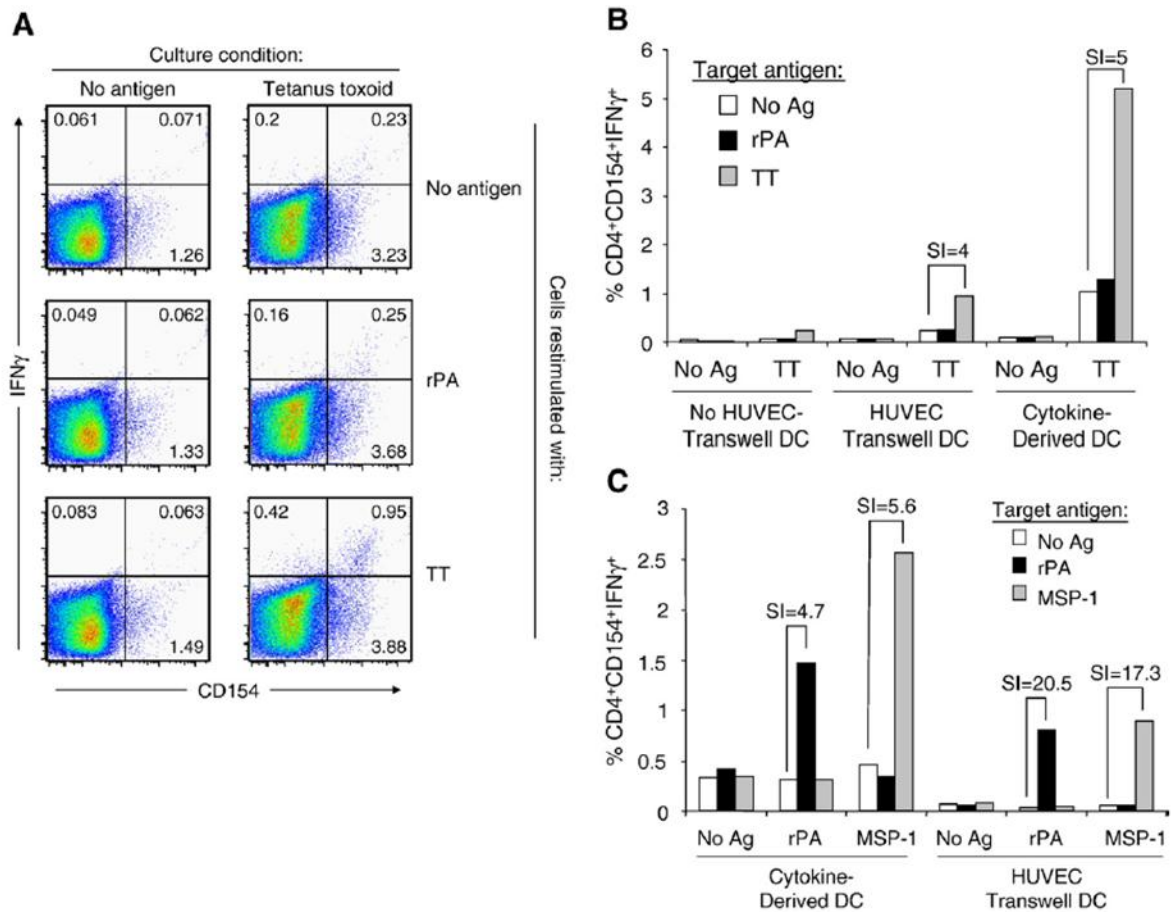 A
Culture condition:
No antigen
Tetanus toxoid
0.061
0.071
1.26
0.2
0.23
3.23
No antigen
0.049
0.062
1.33
0.16
0.25
3.68
rPA
0.083
0.063
1.49
0.42
0.95
3.88
TT
IFNγ
CD154
Cells restimulated with:
B
% CD4+CD154+IFNγ+
6
5
4
3
2
1
0
Target antigen:
No Ag
rPA
TT
SI=4
SI=5
No Ag
TT
No Ag
TT
No Ag
TT
No HUVEC-
Transwell DC
HUVEC
Transwell DC
Cytokine-
Derived DC
C
% CD4+CD154+IFNγ+
3
2.5
2
1.5
1
0.5
0
SI=4.7
SI=5.6
Target antigen:
No Ag
rPA
MSP-1
SI=20.5
SI=17.3
No Ag
rPA
MSP-1
No Ag
rPA
MSP-1
Cytokine-
Derived DC
HUVEC
Transwell DC